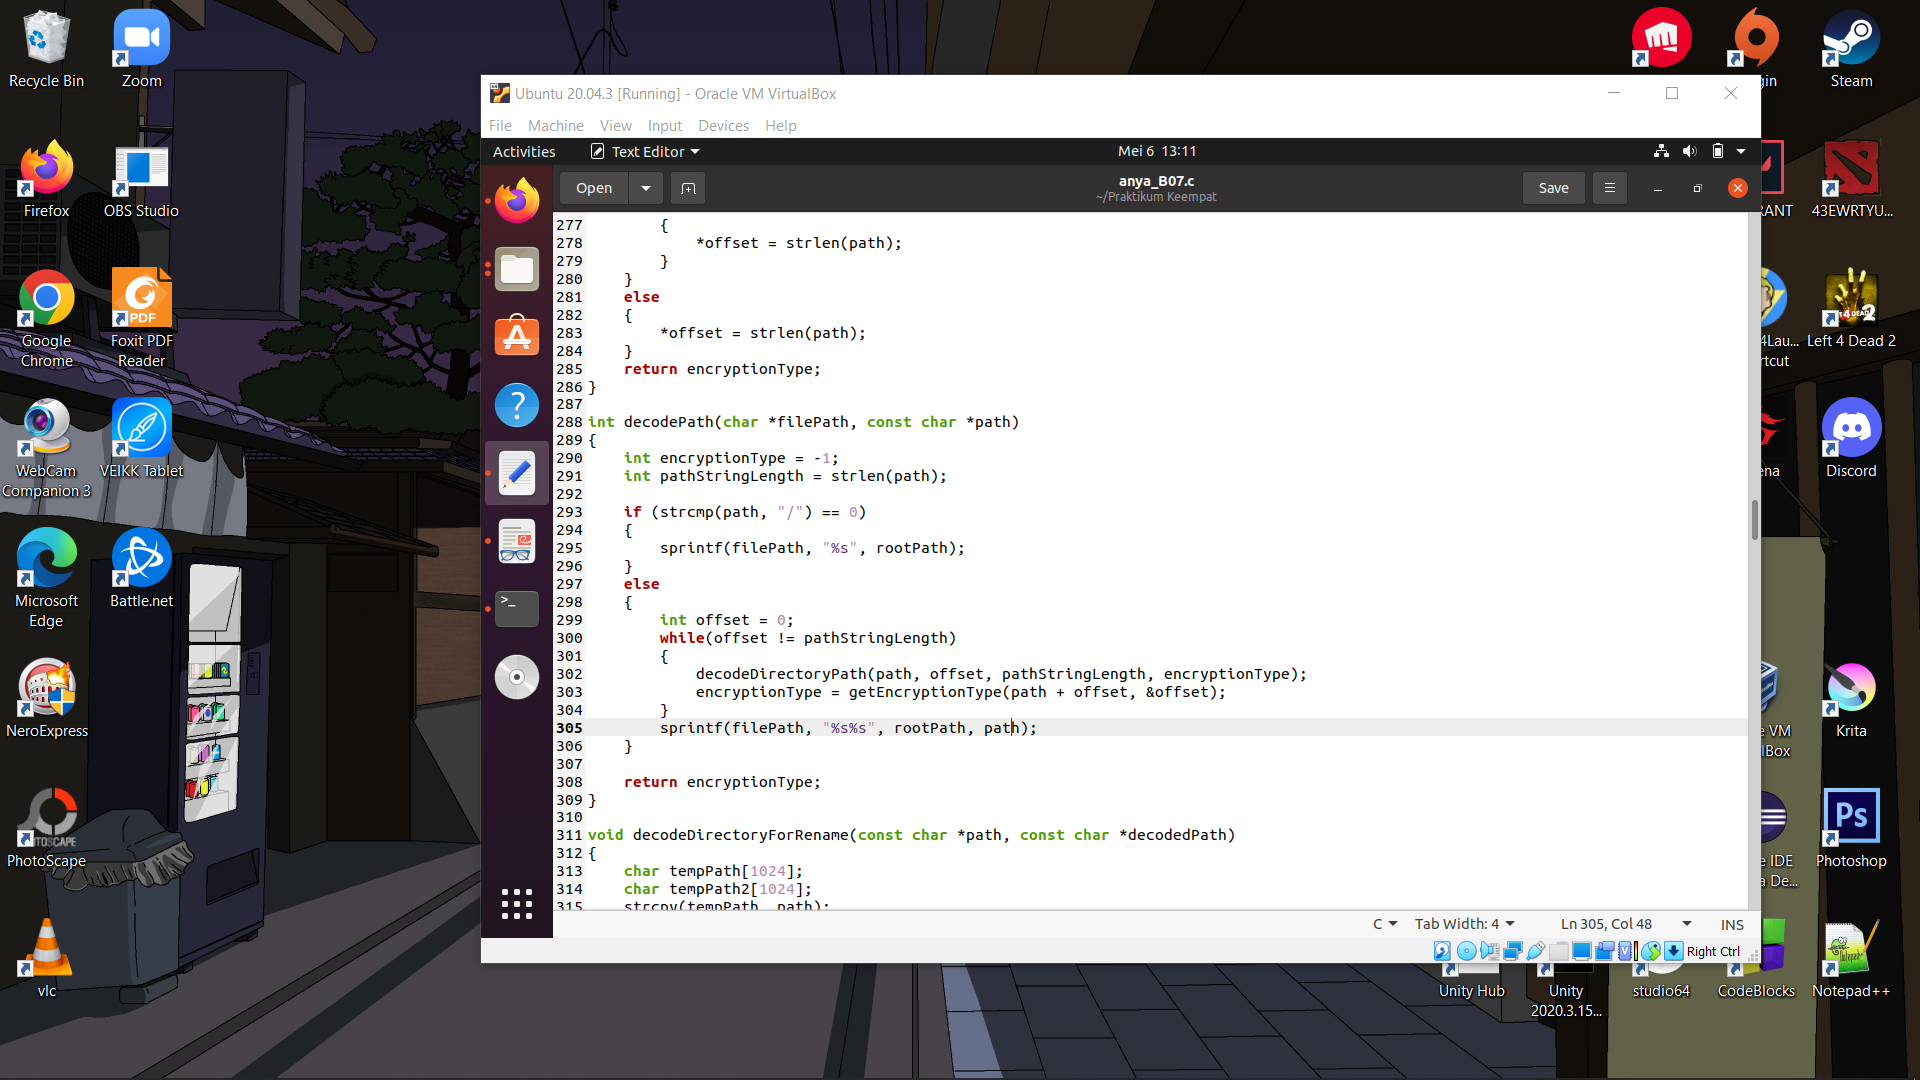 Recycle Bin
Zoom
Firefox
OBS Studio
Google Chrome
Foxit PDF Reader
WebCam Companion 3
VEIKK Tablet
Microsoft Edge
Battle.net
NeroExpress
PhotoScape
vlc
Ubuntu 20.04.3 [Running] - Oracle VM VirtualBox
File Machine View Input Devices Help
Activities Text Editor Mei 6 13:11
Open anya_B07.c Save
~/Praktikum Keempat
277 {
278 *offset = strlen(path);
279 }
280 }
281 else
282 {
283 *offset = strlen(path);
284 }
285 return encryptionType;
286 }
287
288 int decodePath(char *filePath, const char *path)
289 {
290 int encryptionType = -1;
291 int pathStringLength = strlen(path);
292
293 if (strcmp(path, "/") == 0)
294 {
295 sprintf(filePath, "%s", rootPath);
296 }
297 else
298 {
299 int offset = 0;
300 while(offset != pathStringLength)
301 {
302 decodeDirectoryPath(path, offset, pathStringLength, encryptionType);
303 encryptionType = getEncryptionType(path + offset, &offset);
304 }
305 sprintf(filePath, "%s%s", rootPath, path);
306 }
307
308 return encryptionType;
309 }
310
311 void decodeDirectoryForRename(const char *path, const char *decodedPath)
312 {
313 char tempPath[1024];
314 char tempPath2[1024];
315 strcpy(tempPath, path);
C Tab Width: 4 Ln 305, Col 48 INS
Right Ctrl
gin
Steam
RANT
43EWRTYU...
4Lau...
rtcut
Left 4 Dead 2
ena
Discord
e VM
lBox
Krita
e IDE
a De...
Photoshop
Ps
Unity Hub
Unity 2020.3.15...
studio64
CodeBlocks
Notepad++